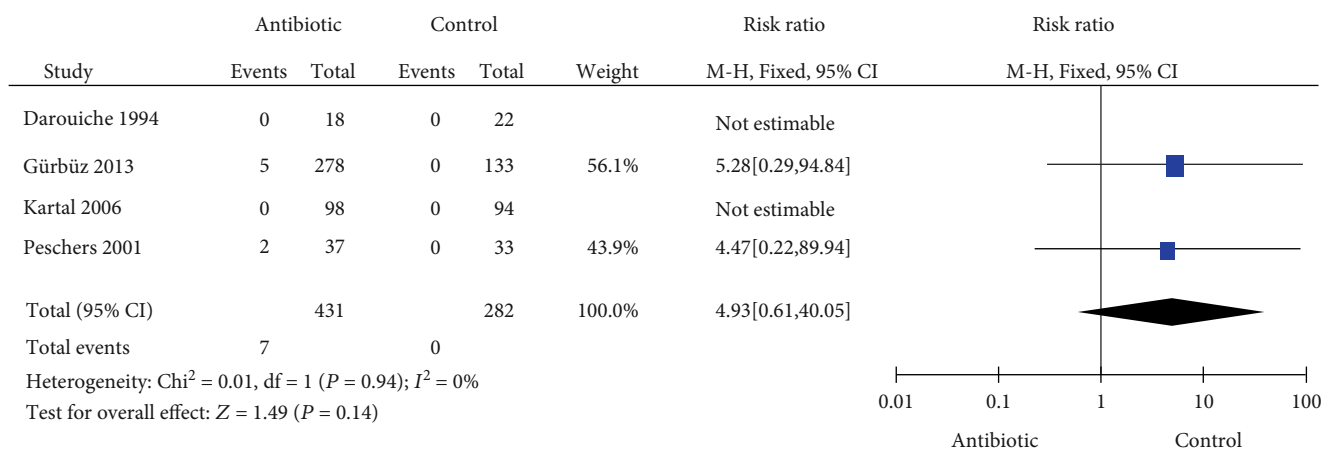 Antibiotic Control Risk ratio Risk ratio
Study Events Total Events Total Weight M-H, Fixed, 95% CI M-H, Fixed, 95% CI
Darouiche 1994 0 18 0 22 Not estimable
Gürbüz 2013 5 278 0 133 56.1% 5.28[0.29,94.84]
Kartal 2006 0 98 0 94 Not estimable
Peschers 2001 2 37 0 33 43.9% 4.47[0.22,89.94]
Total (95% CI) 431 282 100.0% 4.93[0.61,40.05]
Total events 7 0
Heterogeneity: Chi² = 0.01, df = 1 (P = 0.94); I² = 0%
Test for overall effect: Z = 1.49 (P = 0.14)
0.01 0.1 1 10 100
Antibiotic Control